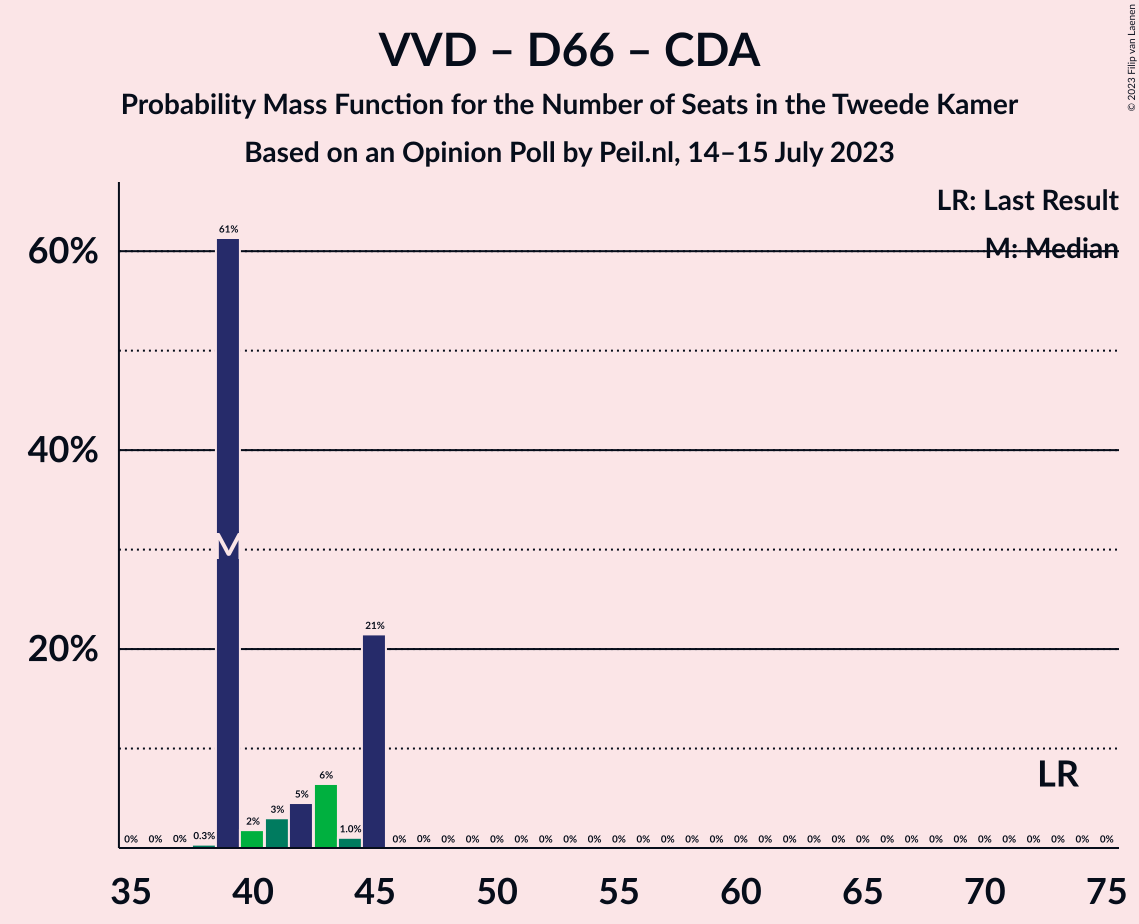 VVD – D66 – CDA
Probability Mass Function for the Number of Seats in the Tweede Kamer
Based on an Opinion Poll by Peil.nl, 14–15 July 2023
© 2023 Filip van Laenen
LR: Last Result
M: Median
60%
40%
20%
0% 0% 0% 0.3% 61% 2% 3% 5% 6% 1.0% 21% 0% 0% 0% 0% 0% 0% 0% 0% 0% 0% 0% 0% 0% 0% 0% 0% 0% 0% 0% 0% 0% 0% 0% 0% 0% 0% 0% 0% 0% 0%
M
LR
35 40 45 50 55 60 65 70 75